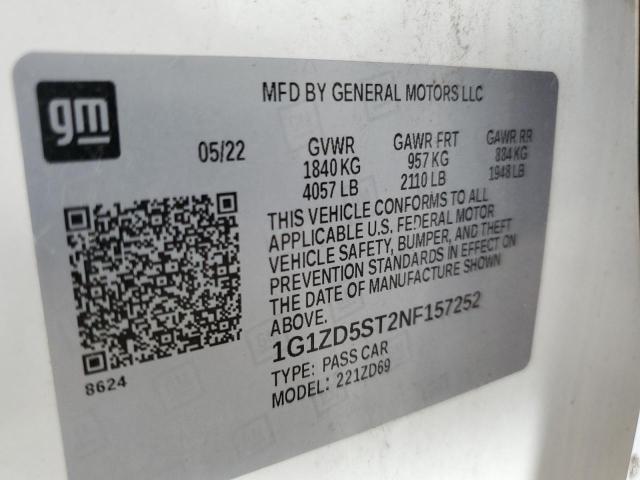 gm
MFD BY GENERAL MOTORS LLC
05/22 GVWR GAWR FRT GAWR RR
1840 KG 957 KG 884 KG
4057 LB 2110 LB 1948 LB
THIS VEHICLE CONFORMS TO ALL
APPLICABLE U.S. FEDERAL MOTOR
VEHICLE SAFETY, BUMPER, AND THEFT
PREVENTION STANDARDS IN EFFECT ON
THE DATE OF MANUFACTURE SHOWN
ABOVE.
1G1ZD5ST2NF157252
TYPE: PASS CAR
MODEL: 221ZD69
8624